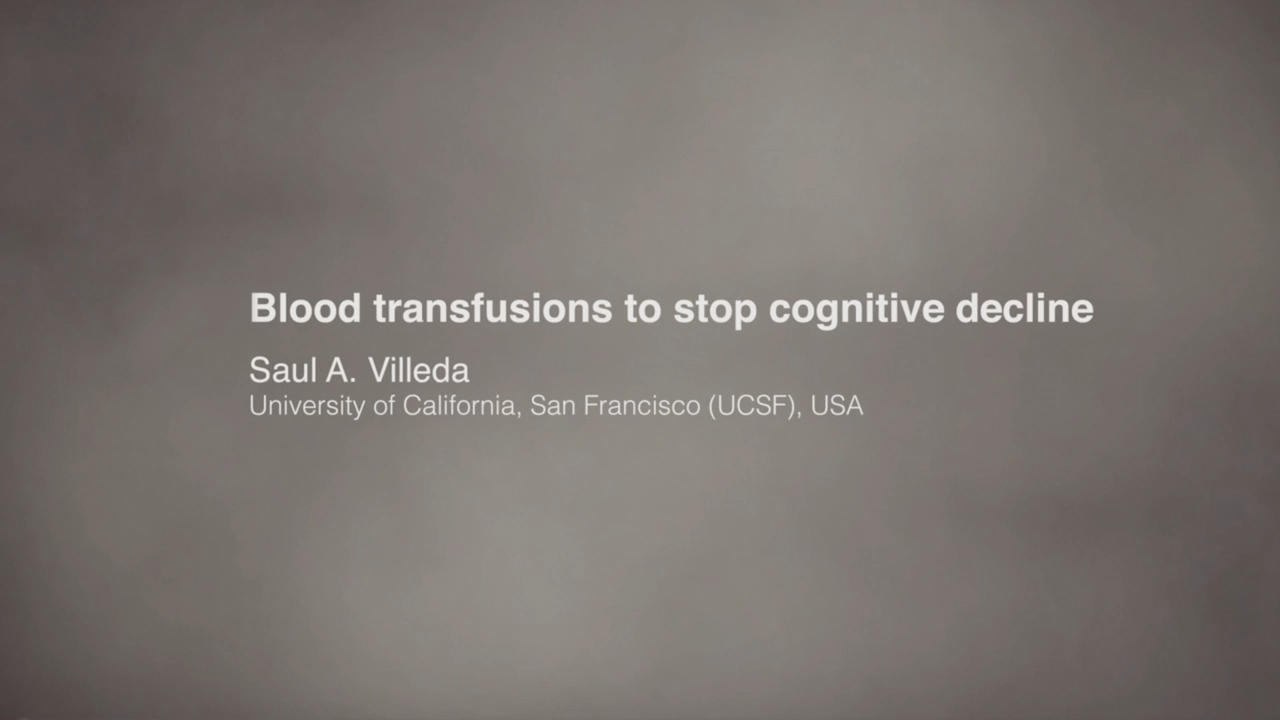 Blood transfusions to stop cognitive decline
Saul A. Villeda
University of California, San Francisco (UCSF), USA